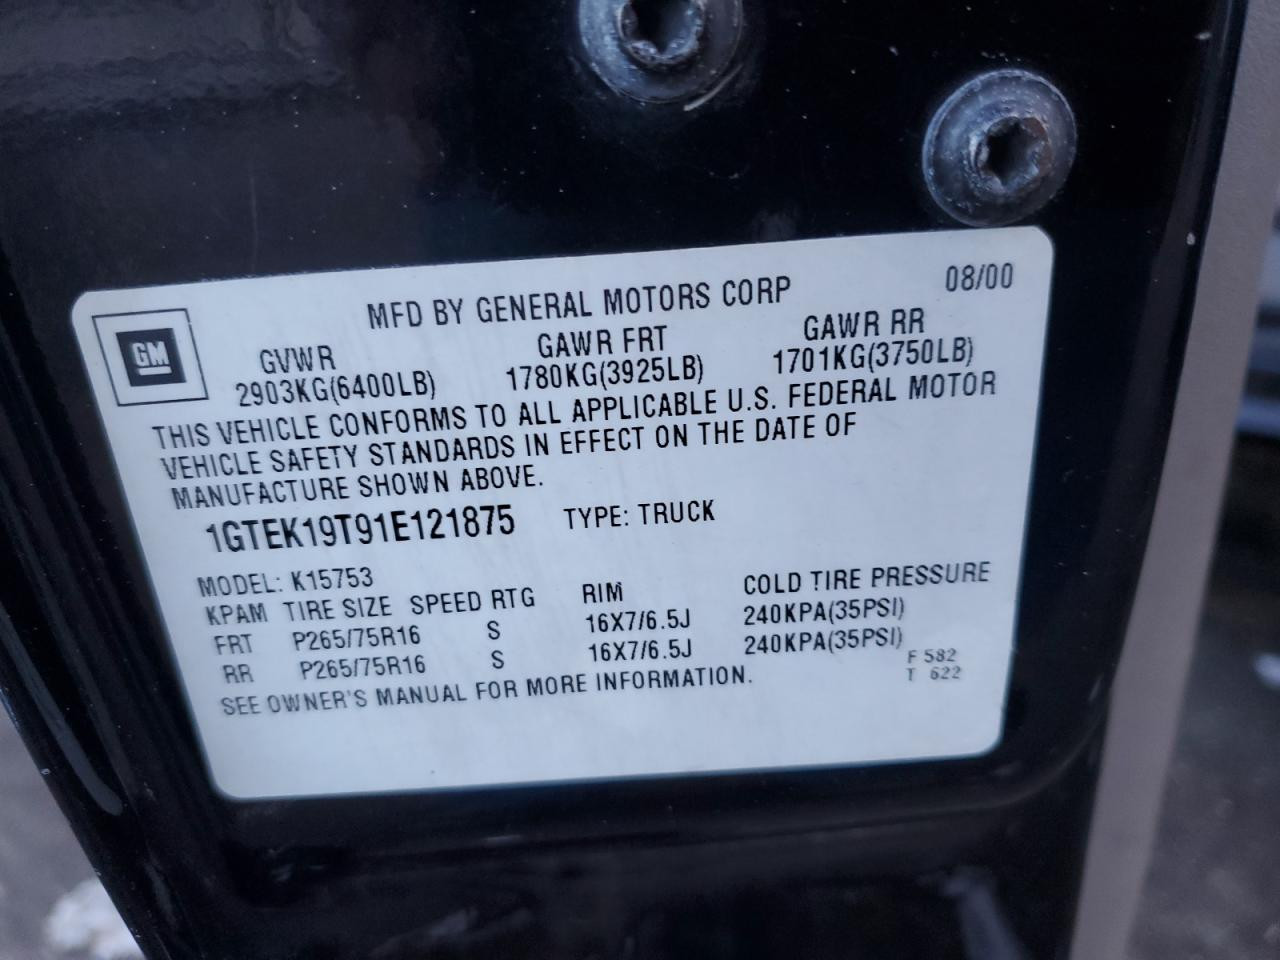 MFD BY GENERAL MOTORS CORP 08/00
GM
GVWR GAWR FRT GAWR RR
2903KG(6400LB) 1780KG(3925LB) 1701KG(3750LB)
THIS VEHICLE CONFORMS TO ALL APPLICABLE U.S. FEDERAL MOTOR
VEHICLE SAFETY STANDARDS IN EFFECT ON THE DATE OF
MANUFACTURE SHOWN ABOVE.
1GTEK19T91E121875 TYPE: TRUCK
MODEL: K15753
KPAM TIRE SIZE SPEED RTG RIM COLD TIRE PRESSURE
FRT P265/75R16 S 16X7/6.5J 240KPA(35PSI)
RR P265/75R16 S 16X7/6.5J 240KPA(35PSI)
SEE OWNER'S MANUAL FOR MORE INFORMATION.
F 582
T 622